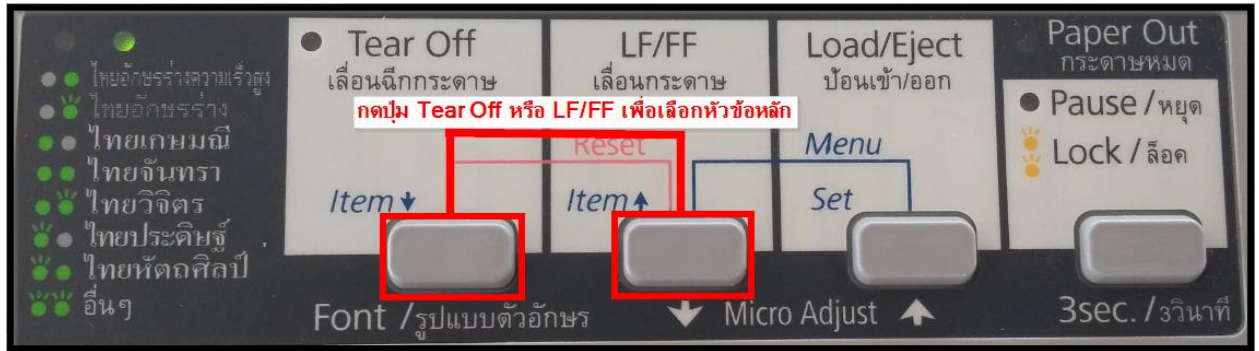 ไทยอักษรร่างความเร็วสูง
ไทยอักษรร่าง
ไทยเกษมณี
ไทยจันทรา
ไทยวิจิตร
ไทยประดิษฐ์
ไทยหัตถศิลป์
อื่นๆ
Tear Off
เลื่อนฉีกกระดาษ
LF/FF
เลื่อนกระดาษ
Load/Eject
ป้อนเข้า/ออก
Paper Out
กระดาษหมด
กดปุ่ม Tear Off หรือ LF/FF เพื่อเลือกหัวข้อหลัก
Pause / หยุด
Lock / ล็อค
Reset
Menu
Item
Item
Set
Font / รูปแบบตัวอักษร
Micro Adjust
3sec. / 3วินาที